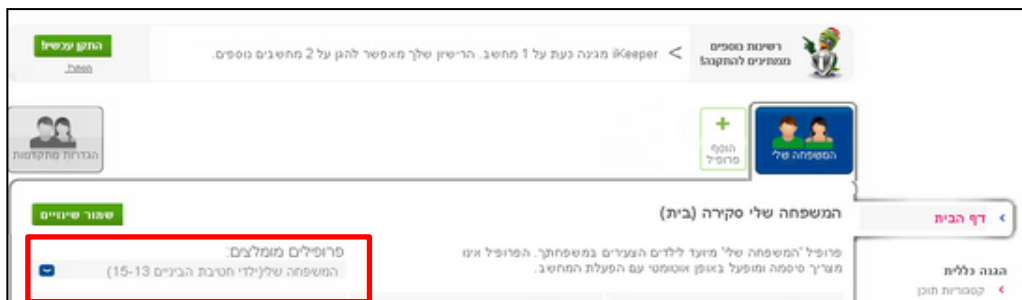 רשיונות נוספים
ממתינים להתקנה!
iKeeper מגינה כעת על 1 מחשב. הרישיון שלך מאפשר להגן על 2 מחשבים נוספים.
התקן עכשיו!
הסתר
המשפחה שלי
הוסף
פרופיל
הגדרות מתקדמות
דף הבית
המשפחה שלי סקירה (בית)
שמור שינויים
פרופיל "המשפחה שלי" מיועד לילדים הצעירים במשפחתך. הפרופיל אינו
מצריך סיסמה ומופעל באופן אוטומטי עם הפעלת המחשב.
פרופילים מומלצים:
המשפחה שלי(ילדי חטיבת הביניים 15-13)
הגנה כללית
קטגוריות תוכן